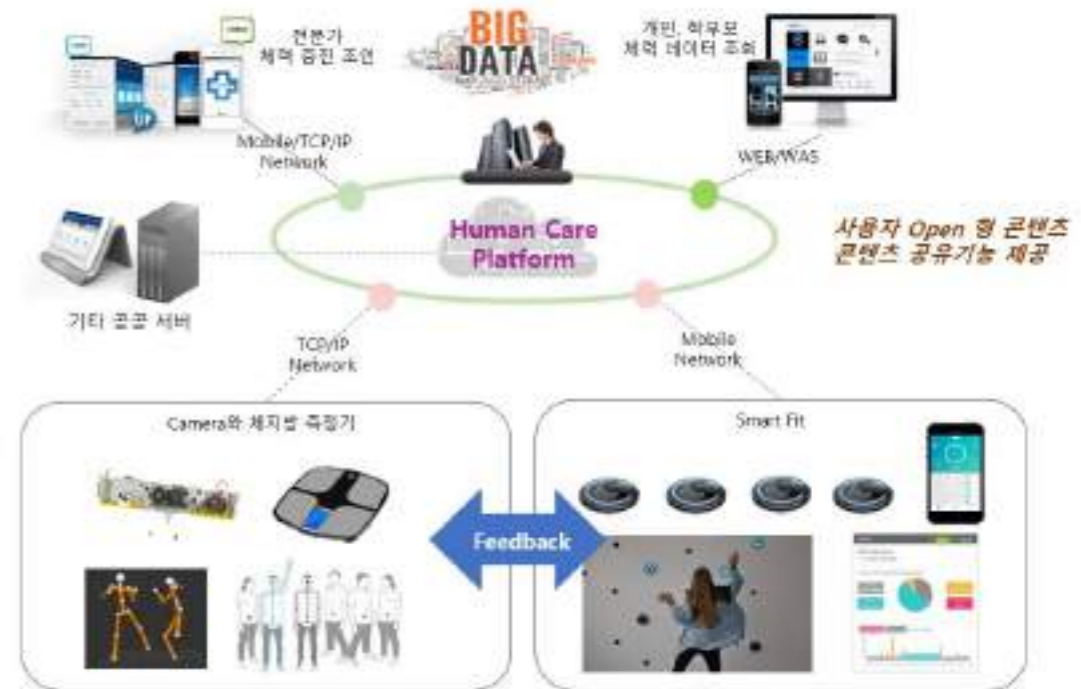 전문가
체력 증진 조언
BIG
DATA
개인, 학부모
체력 데이터 조회
UP
Mobile/TCP/IP
Network
WEB/WAS
Human Care
Platform
사용자 Open 형 콘텐츠
콘텐츠 공유기능 제공
기타 공공 서버
TCP/IP
Network
Mobile
Network
Camera와 체지방 측정기
Smart Fit
Feedback